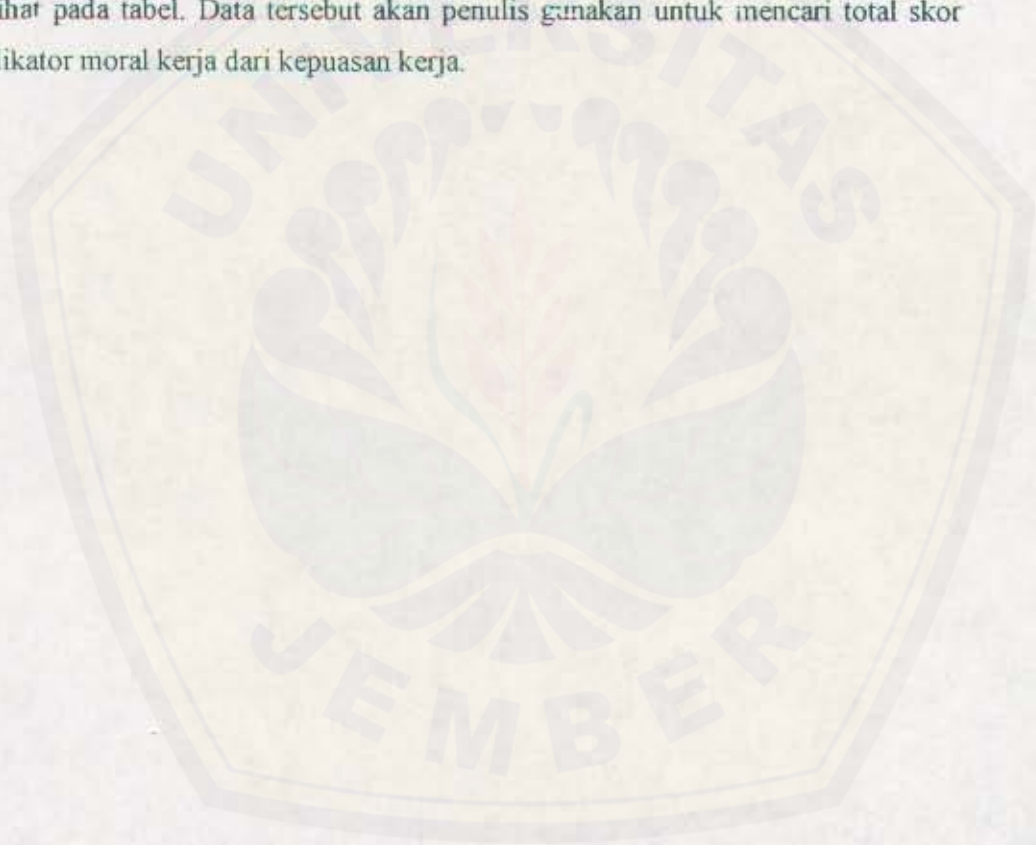 ihat pada tabel. Data tersebut akan penulis gunakan untuk mencari total skor
likator moral kerja dari kepuasan kerja.
UNIVERSITAS
JEMBER